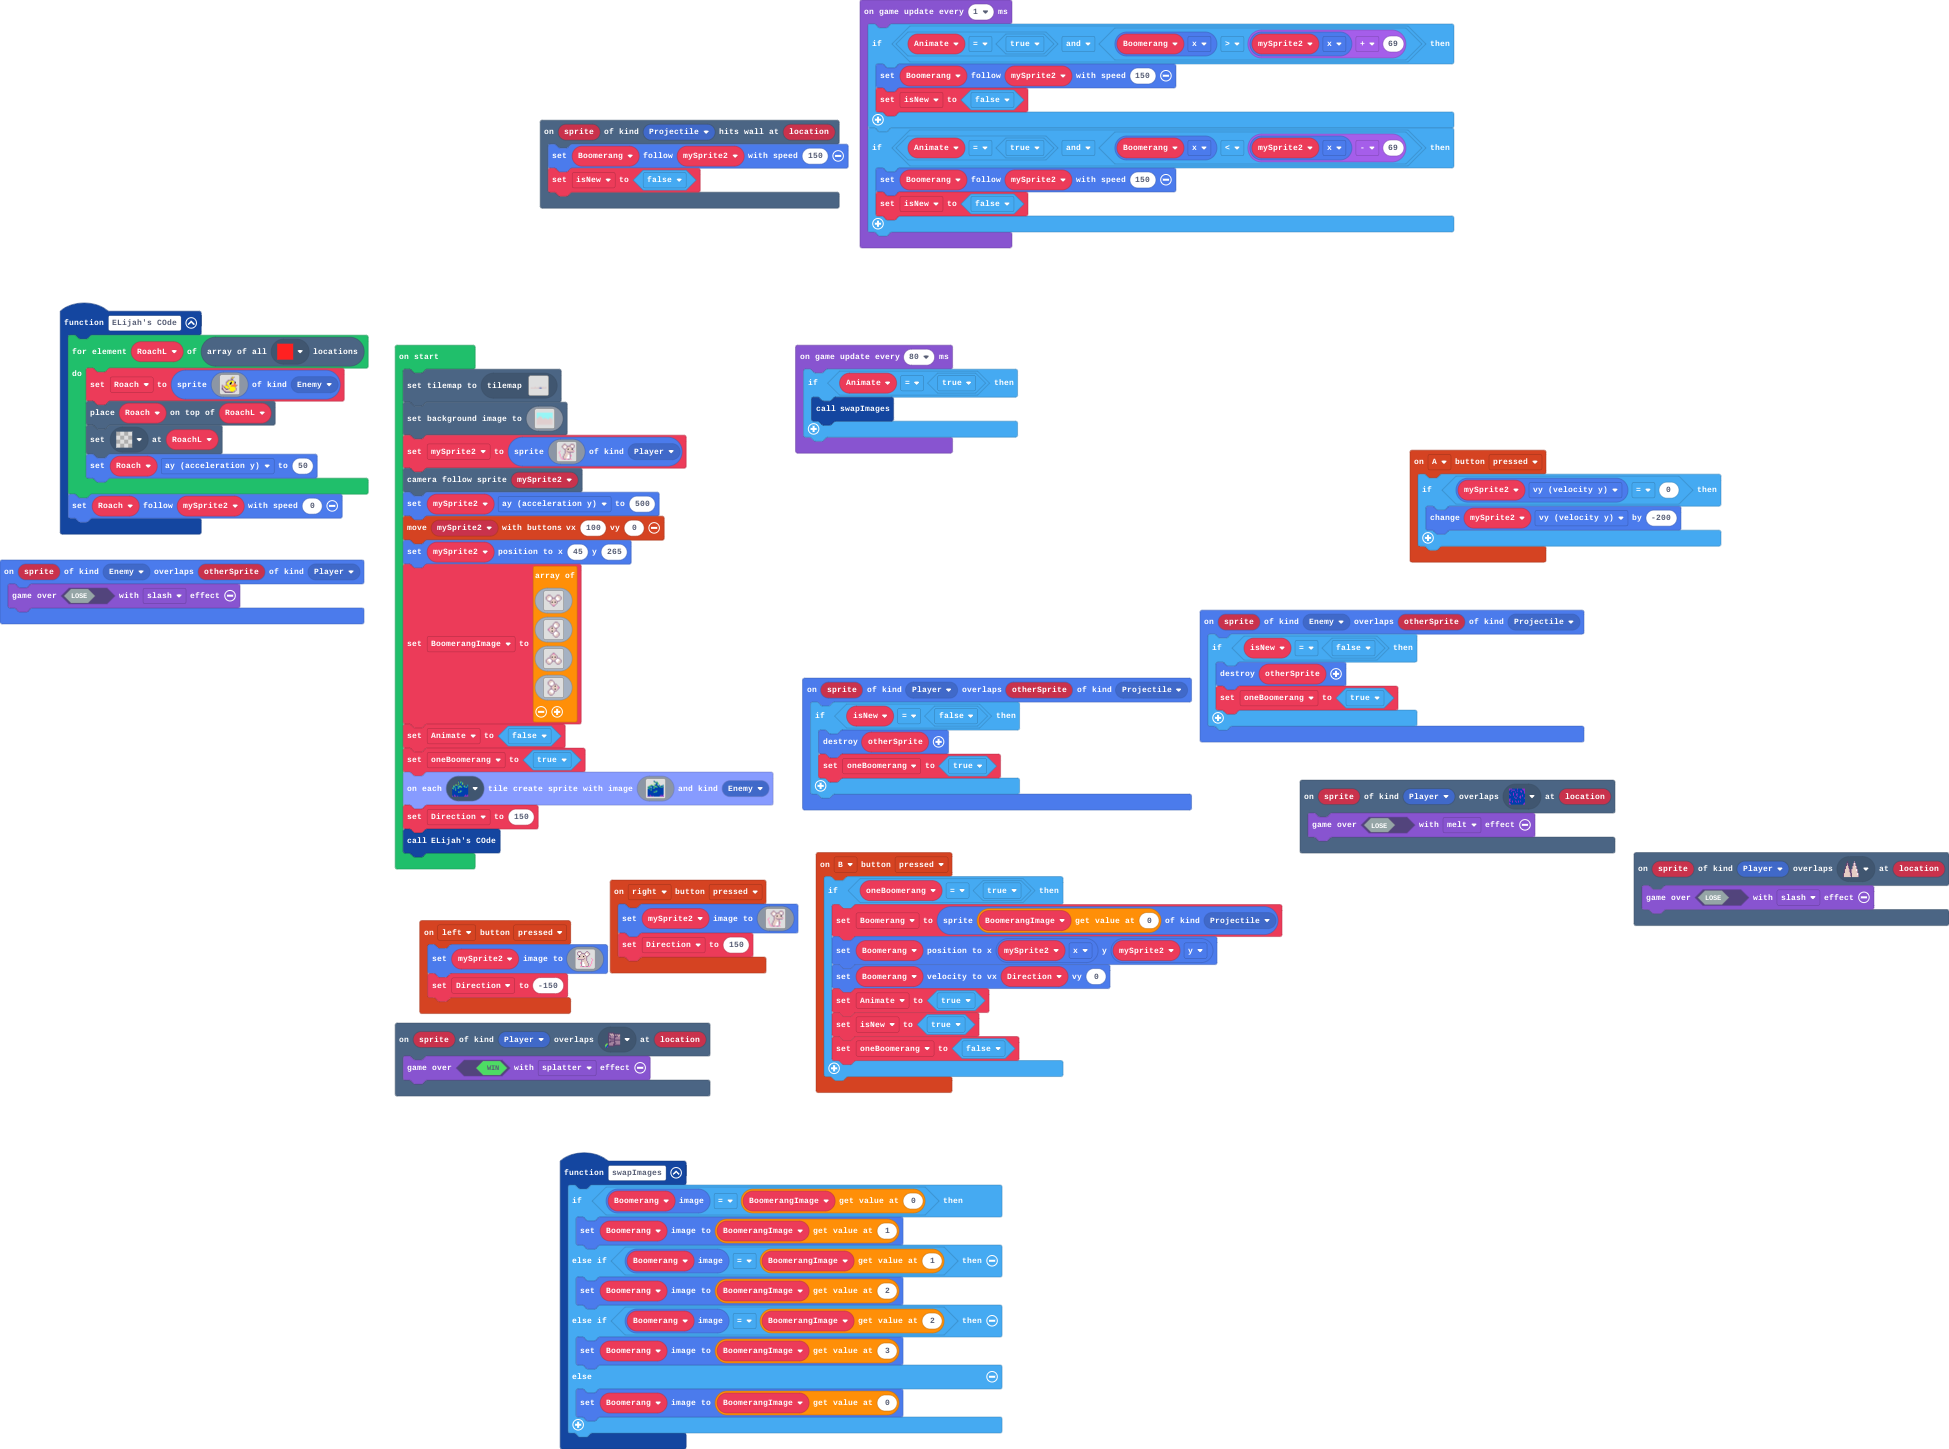 on game update every 1 ms
if Animate = true and Boomerang x > mySprite2 x + 69 then
set Boomerang follow mySprite2 with speed 150
set isNew to false
if Animate = true and Boomerang x < mySprite2 x - 69 then
set Boomerang follow mySprite2 with speed 150
set isNew to false
on sprite of kind Projectile hits wall at location
set Boomerang follow mySprite2 with speed 150
set isNew to false
function ELijah's COde
for element RoachL of array of all locations
do
set Roach to sprite of kind Enemy
place Roach on top of RoachL
set at RoachL
set Roach ay (acceleration y) to 50
set Roach follow mySprite2 with speed 0
on sprite of kind Enemy overlaps otherSprite of kind Player
game over LOSE with slash effect
on start
set tilemap to tilemap
set background image to
set mySprite2 to sprite of kind Player
camera follow sprite mySprite2
set mySprite2 ay (acceleration y) to 500
move mySprite2 with buttons vx 100 vy 0
set mySprite2 position to x 45 y 265
set BoomerangImage to array of
set Animate to false
set oneBoomerang to true
on each tile create sprite with image and kind Enemy
set Direction to 150
call ELijah's COde
on game update every 80 ms
if Animate = true then
call swapImages
on A button pressed
if mySprite2 vy (velocity y) = 0 then
change mySprite2 vy (velocity y) by -200
on sprite of kind Enemy overlaps otherSprite of kind Projectile
if isNew = false then
destroy otherSprite
set oneBoomerang to true
on sprite of kind Player overlaps otherSprite of kind Projectile
if isNew = false then
destroy otherSprite
set oneBoomerang to true
on sprite of kind Player overlaps at location
game over LOSE with melt effect
on sprite of kind Player overlaps at location
game over LOSE with slash effect
on right button pressed
set mySprite2 image to
set Direction to 150
on left button pressed
set mySprite2 image to
set Direction to -150
on sprite of kind Player overlaps at location
game over WIN with splatter effect
on B button pressed
if oneBoomerang = true then
set Boomerang to sprite BoomerangImage get value at 0 of kind Projectile
set Boomerang position to x mySprite2 x y mySprite2 y
set Boomerang velocity to vx Direction vy 0
set Animate to true
set isNew to true
set oneBoomerang to false
function swapImages
if Boomerang image = BoomerangImage get value at 0 then
set Boomerang image to BoomerangImage get value at 1
else if Boomerang image = BoomerangImage get value at 1 then
set Boomerang image to BoomerangImage get value at 2
else if Boomerang image = BoomerangImage get value at 2 then
set Boomerang image to BoomerangImage get value at 3
else
set Boomerang image to BoomerangImage get value at 0